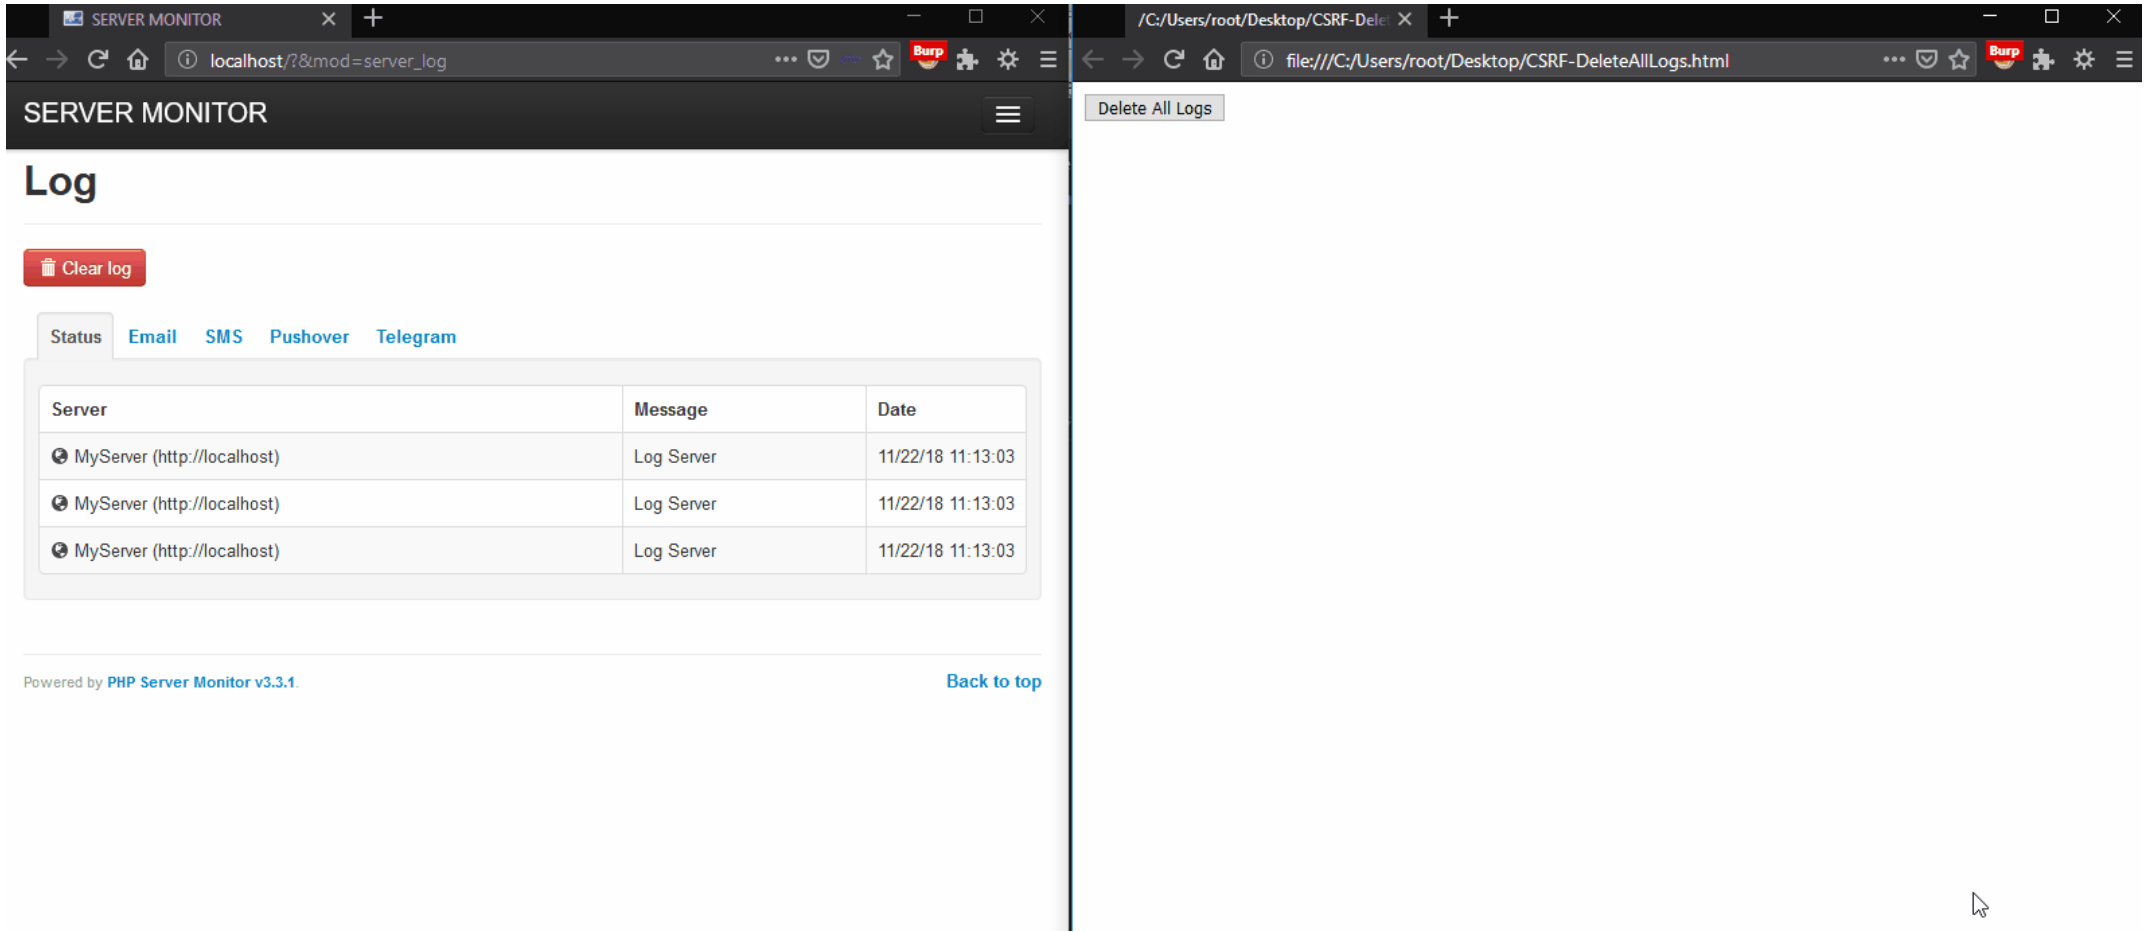 SERVER MONITOR
localhost/?&mod=server_log
Burp
SERVER MONITOR
Log
Clear log
Status Email SMS Pushover Telegram
Server Message Date
MyServer (http://localhost) Log Server 11/22/18 11:13:03
MyServer (http://localhost) Log Server 11/22/18 11:13:03
MyServer (http://localhost) Log Server 11/22/18 11:13:03
Powered by PHP Server Monitor v3.3.1. Back to top
/C:/Users/root/Desktop/CSRF-Delet
file:///C:/Users/root/Desktop/CSRF-DeleteAllLogs.html
Burp
Delete All Logs